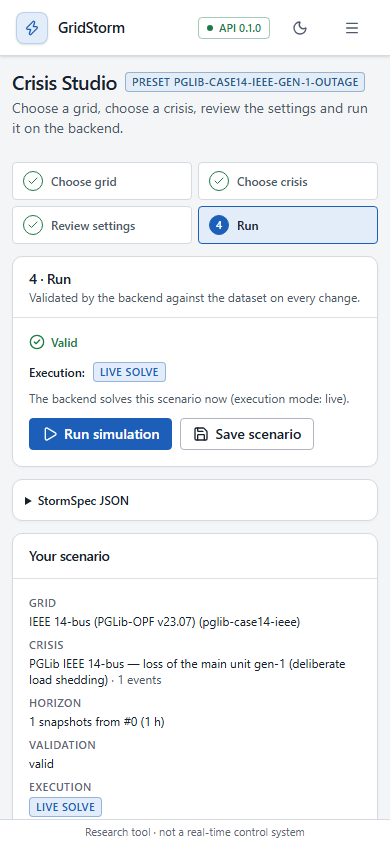 GridStorm
API 0.1.0
Crisis Studio
PRESET PGLIB-CASE14-IEEE-GEN-1-OUTAGE
Choose a grid, choose a crisis, review the settings and run
it on the backend.
Choose grid
Choose crisis
Review settings
4
Run
4 · Run
Validated by the backend against the dataset on every change.
Valid
Execution:
LIVE SOLVE
The backend solves this scenario now (execution mode: live).
Run simulation
Save scenario
StormSpec JSON
Your scenario
GRID
IEEE 14-bus (PGLib-OPF v23.07) (pglib-case14-ieee)
CRISIS
PGLib IEEE 14-bus — loss of the main unit gen-1 (deliberate
load shedding) · 1 events
HORIZON
1 snapshots from #0 (1 h)
VALIDATION
valid
EXECUTION
LIVE SOLVE
Research tool · not a real-time control system